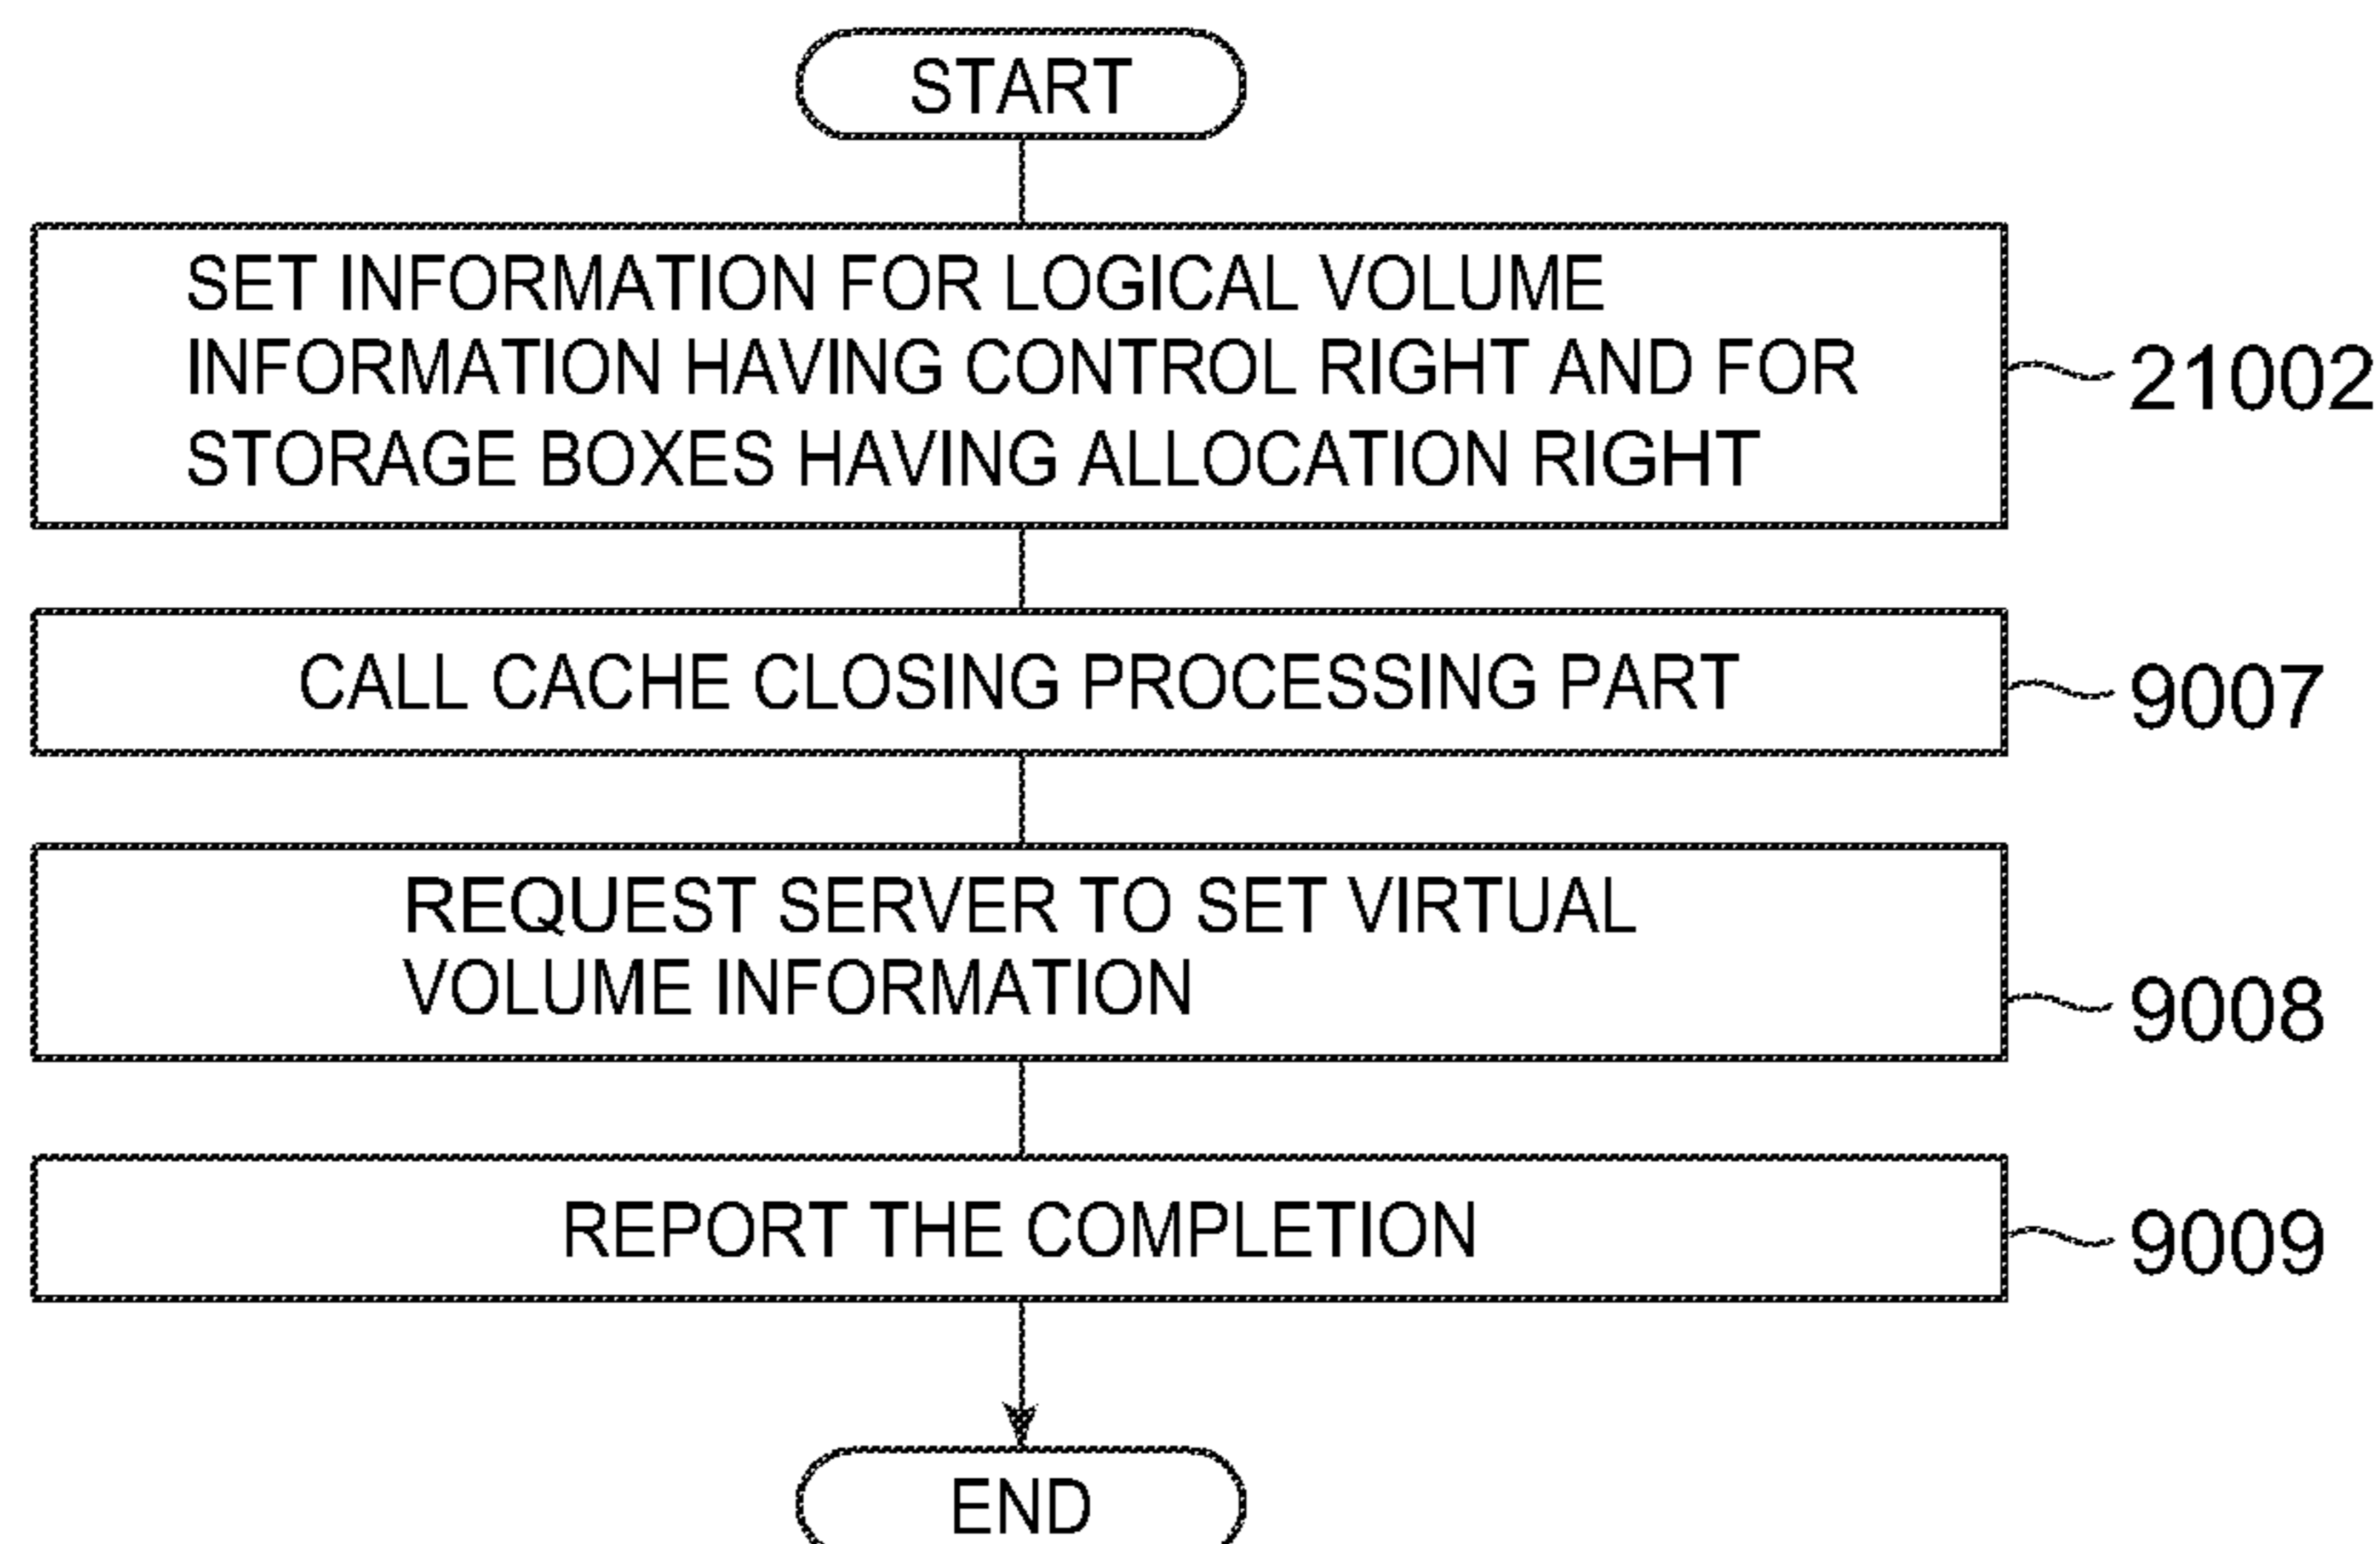 START
SET INFORMATION FOR LOGICAL VOLUME
INFORMATION HAVING CONTROL RIGHT AND FOR
STORAGE BOXES HAVING ALLOCATION RIGHT
21002
CALL CACHE CLOSING PROCESSING PART
9007
REQUEST SERVER TO SET VIRTUAL
VOLUME INFORMATION
9008
REPORT THE COMPLETION
9009
END